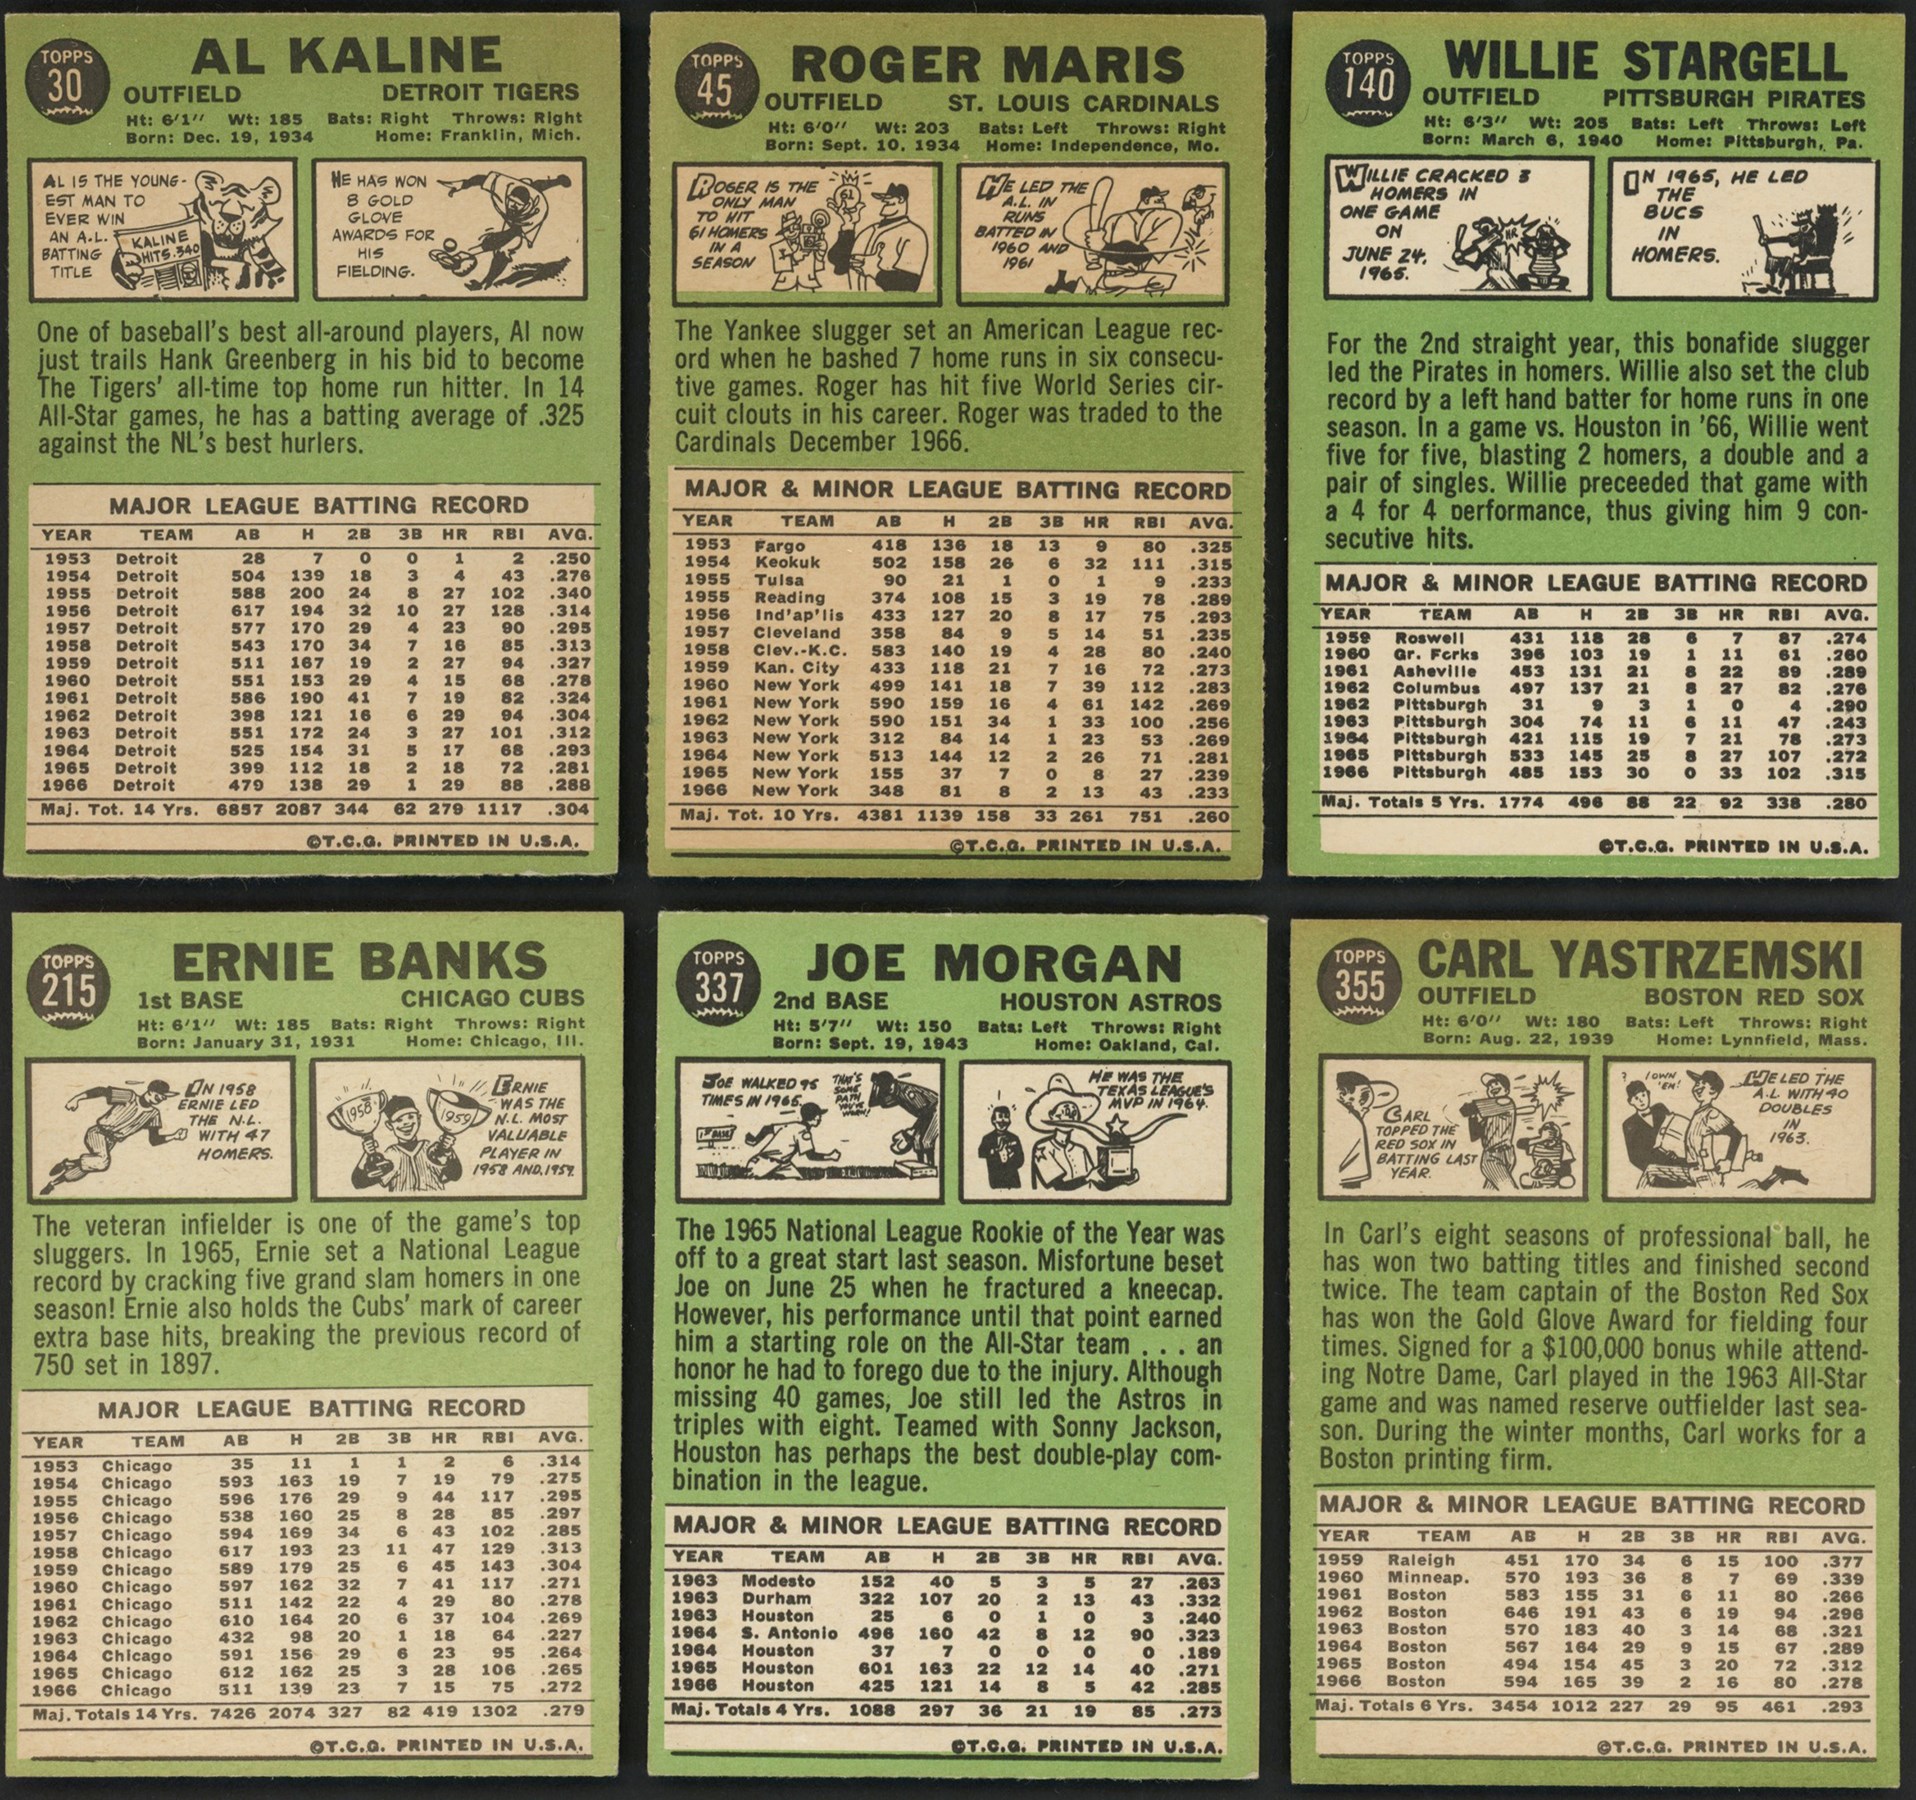 TOPPS
30
AL KALINE
OUTFIELD DETROIT TIGERS
Ht: 6'1" Wt: 185 Bats: Right Throws: Right
Born: Dec. 19, 1934 Home: Franklin, Mich.
AL IS THE YOUNG-
EST MAN TO
EVER WIN
AN A.L.
BATTING
TITLE
KALINE
HITS .340
HE HAS WON
8 GOLD
GLOVE
AWARDS FOR
HIS
FIELDING.
One of baseball's best all-around players, Al now
just trails Hank Greenberg in his bid to become
The Tigers' all-time top home run hitter. In 14
All-Star games, he has a batting average of .325
against the NL's best hurlers.
MAJOR LEAGUE BATTING RECORD
YEAR TEAM AB H 2B 3B HR RBI AVG.
1953 Detroit 28 7 0 0 1 2 .250
1954 Detroit 504 139 18 3 4 43 .276
1955 Detroit 588 200 24 8 27 102 .340
1956 Detroit 617 194 32 10 27 128 .314
1957 Detroit 577 170 29 4 23 90 .295
1958 Detroit 543 170 34 7 16 85 .313
1959 Detroit 511 167 19 2 27 94 .327
1960 Detroit 551 153 29 4 15 68 .278
1961 Detroit 586 190 41 7 19 82 .324
1962 Detroit 398 121 16 6 29 94 .304
1963 Detroit 551 172 24 3 27 101 .312
1964 Detroit 525 154 31 5 17 68 .293
1965 Detroit 399 112 18 2 18 72 .281
1966 Detroit 479 138 29 1 29 88 .288
Maj. Tot. 14 Yrs. 6857 2087 344 62 279 1117 .304
©T.C.G. PRINTED IN U.S.A.
TOPPS
45
ROGER MARIS
OUTFIELD ST. LOUIS CARDINALS
Ht: 6'0" Wt: 203 Bats: Left Throws: Right
Born: Sept. 10, 1934 Home: Independence, Mo.
ROGER IS THE
ONLY MAN
TO HIT
61 HOMERS
IN A
SEASON
61
HE LED THE
A.L. IN
RUNS
BATTED IN
1960 AND
1961
The Yankee slugger set an American League rec-
ord when he bashed 7 home runs in six consecu-
tive games. Roger has hit five World Series cir-
cuit clouts in his career. Roger was traded to the
Cardinals December 1966.
MAJOR & MINOR LEAGUE BATTING RECORD
YEAR TEAM AB H 2B 3B HR RBI AVG.
1953 Fargo 418 136 18 13 9 80 .325
1954 Keokuk 502 158 26 6 32 111 .315
1955 Tulsa 90 21 1 0 1 9 .233
1955 Reading 374 108 15 3 19 78 .289
1956 Ind'ap'lis 433 127 20 8 17 75 .293
1957 Cleveland 358 84 9 5 14 51 .235
1958 Clev.-K.C. 583 140 19 4 28 80 .240
1959 Kan. City 433 118 21 7 16 72 .273
1960 New York 499 141 18 7 39 112 .283
1961 New York 590 159 16 4 61 142 .269
1962 New York 590 151 34 1 33 100 .256
1963 New York 312 84 14 1 23 53 .269
1964 New York 513 144 12 2 26 71 .281
1965 New York 155 37 7 0 8 27 .239
1966 New York 348 81 8 2 13 43 .233
Maj. Tot. 10 Yrs. 4381 1139 158 33 261 751 .260
©T.C.G. PRINTED IN U.S.A.
TOPPS
140
WILLIE STARGELL
OUTFIELD PITTSBURGH PIRATES
Ht: 6'3" Wt: 205 Bats: Left Throws: Left
Born: March 6, 1940 Home: Pittsburgh, Pa.
WILLIE CRACKED 3
HOMERS IN
ONE GAME
ON
JUNE 24,
1965.
HR
IN 1965, HE LED
THE
BUCS
IN
HOMERS.
For the 2nd straight year, this bonafide slugger
led the Pirates in homers. Willie also set the club
record by a left hand batter for home runs in one
season. In a game vs. Houston in '66, Willie went
five for five, blasting 2 homers, a double and a
pair of singles. Willie preceeded that game with
a 4 for 4 performance, thus giving him 9 con-
secutive hits.
MAJOR & MINOR LEAGUE BATTING RECORD
YEAR TEAM AB H 2B 3B HR RBI AVG.
1959 Roswell 431 118 28 6 7 87 .274
1960 Gr. Forks 396 103 19 1 11 61 .260
1961 Asheville 453 131 21 8 22 89 .289
1962 Columbus 497 137 21 8 27 82 .276
1962 Pittsburgh 31 9 3 1 0 4 .290
1963 Pittsburgh 304 74 11 6 11 47 .243
1964 Pittsburgh 421 115 19 7 21 78 .273
1965 Pittsburgh 533 145 25 8 27 107 .272
1966 Pittsburgh 485 153 30 0 33 102 .315
Maj. Totals 5 Yrs. 1774 496 88 22 92 338 .280
©T.C.G. PRINTED IN U.S.A.
TOPPS
215
ERNIE BANKS
1st BASE CHICAGO CUBS
Ht: 6'1" Wt: 185 Bats: Right Throws: Right
Born: January 31, 1931 Home: Chicago, Ill.
IN 1958
ERNIE LED
THE N.L.
WITH 47
HOMERS.
1958
1959
ERNIE
WAS THE
N.L. MOST
VALUABLE
PLAYER IN
1958 AND 1959.
The veteran infielder is one of the game's top
sluggers. In 1965, Ernie set a National League
record by cracking five grand slam homers in one
season! Ernie also holds the Cubs' mark of career
extra base hits, breaking the previous record of
750 set in 1897.
MAJOR LEAGUE BATTING RECORD
YEAR TEAM AB H 2B 3B HR RBI AVG.
1953 Chicago 35 11 1 1 2 6 .314
1954 Chicago 593 163 19 7 19 79 .275
1955 Chicago 596 176 29 9 44 117 .295
1956 Chicago 538 160 25 8 28 85 .297
1957 Chicago 594 169 34 6 43 102 .285
1958 Chicago 617 193 23 11 47 129 .313
1959 Chicago 589 179 25 6 45 143 .304
1960 Chicago 597 162 32 7 41 117 .271
1961 Chicago 511 142 22 4 29 80 .278
1962 Chicago 610 164 20 6 37 104 .269
1963 Chicago 432 98 20 1 18 64 .227
1964 Chicago 591 156 29 6 23 95 .264
1965 Chicago 612 162 25 3 28 106 .265
1966 Chicago 511 139 23 7 15 75 .272
Maj. Totals 14 Yrs. 7426 2074 327 82 419 1302 .279
©T.C.G. PRINTED IN U.S.A.
TOPPS
337
JOE MORGAN
2nd BASE HOUSTON ASTROS
Ht: 5'7" Wt: 150 Bats: Left Throws: Right
Born: Sept. 19, 1943 Home: Oakland, Cal.
JOE WALKED 95
TIMES IN 1965.
THAT'S
SOME
PATH
YOU'VE
WORN!
1ST BASE
HE WAS THE
TEXAS LEAGUE'S
MVP IN 1964.
The 1965 National League Rookie of the Year was
off to a great start last season. Misfortune beset
Joe on June 25 when he fractured a kneecap.
However, his performance until that point earned
him a starting role on the All-Star team . . . an
honor he had to forego due to the injury. Although
missing 40 games, Joe still led the Astros in
triples with eight. Teamed with Sonny Jackson,
Houston has perhaps the best double-play com-
bination in the league.
MAJOR & MINOR LEAGUE BATTING RECORD
YEAR TEAM AB H 2B 3B HR RBI AVG.
1963 Modesto 152 40 5 3 5 27 .263
1963 Durham 322 107 20 2 13 43 .332
1963 Houston 25 6 0 1 0 3 .240
1964 S. Antonio 496 160 42 8 12 90 .323
1964 Houston 37 7 0 0 0 0 .189
1965 Houston 601 163 22 12 14 40 .271
1966 Houston 425 121 14 8 5 42 .285
Maj. Totals 4 Yrs. 1088 297 36 21 19 85 .273
©T.C.G. PRINTED IN U.S.A.
TOPPS
355
CARL YASTRZEMSKI
OUTFIELD BOSTON RED SOX
Ht: 6'0" Wt: 180 Bats: Left Throws: Right
Born: Aug. 22, 1939 Home: Lynnfield, Mass.
CARL
TOPPED THE
RED SOX IN
BATTING LAST
YEAR.
?
I OWN
'EM!
HE LED THE
A.L. WITH 40
DOUBLES
IN
1963.
In Carl's eight seasons of professional ball, he
has won two batting titles and finished second
twice. The team captain of the Boston Red Sox
has won the Gold Glove Award for fielding four
times. Signed for a $100,000 bonus while attend-
ing Notre Dame, Carl played in the 1963 All-Star
game and was named reserve outfielder last sea-
son. During the winter months, Carl works for a
Boston printing firm.
MAJOR & MINOR LEAGUE BATTING RECORD
YEAR TEAM AB H 2B 3B HR RBI AVG.
1959 Raleigh 451 170 34 6 15 100 .377
1960 Minneap. 570 193 36 8 7 69 .339
1961 Boston 583 155 31 6 11 80 .266
1962 Boston 646 191 43 6 19 94 .296
1963 Boston 570 183 40 3 14 68 .321
1964 Boston 567 164 29 9 15 67 .289
1965 Boston 494 154 45 3 20 72 .312
1966 Boston 594 165 39 2 16 80 .278
Maj. Totals 6 Yrs. 3454 1012 227 29 95 461 .293
©T.C.G. PRINTED IN U.S.A.